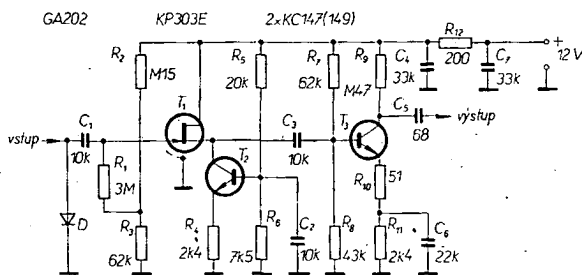 GA202 KP303E 2xKC147(149)
R2 M15
R5 20k
R7 62k
R9 M47
C4 33k
R12 200
C7 33k
+ 12V
vstup
C1 10k
T1
R1 3M
T2
C3 10k
T3
C5 68
výstup
R10 51
D
R3 62k
R4 2k4
R6 7k5
C2 10k
R8 43k
R11 2k4
C6 22k